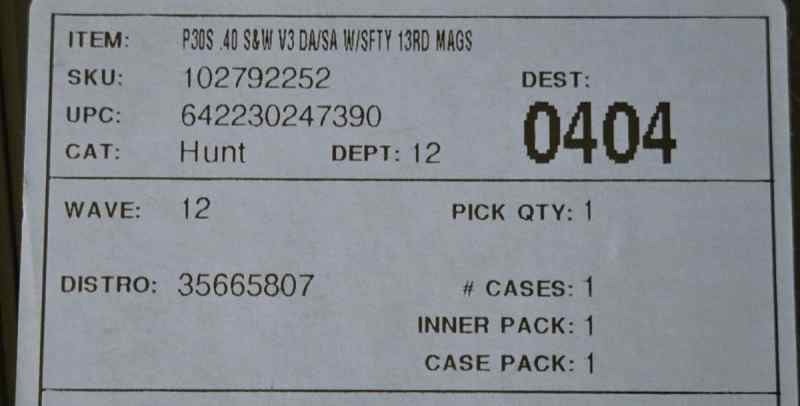 ITEM: P30S .40 S&W V3 DA/SA W/SFTY 13RD MAGS
SKU: 102792252 DEST:
UPC: 642230247390 0404
CAT: Hunt DEPT: 12
WAVE: 12 PICK QTY: 1
DISTRO: 35665807 # CASES: 1
INNER PACK: 1
CASE PACK: 1